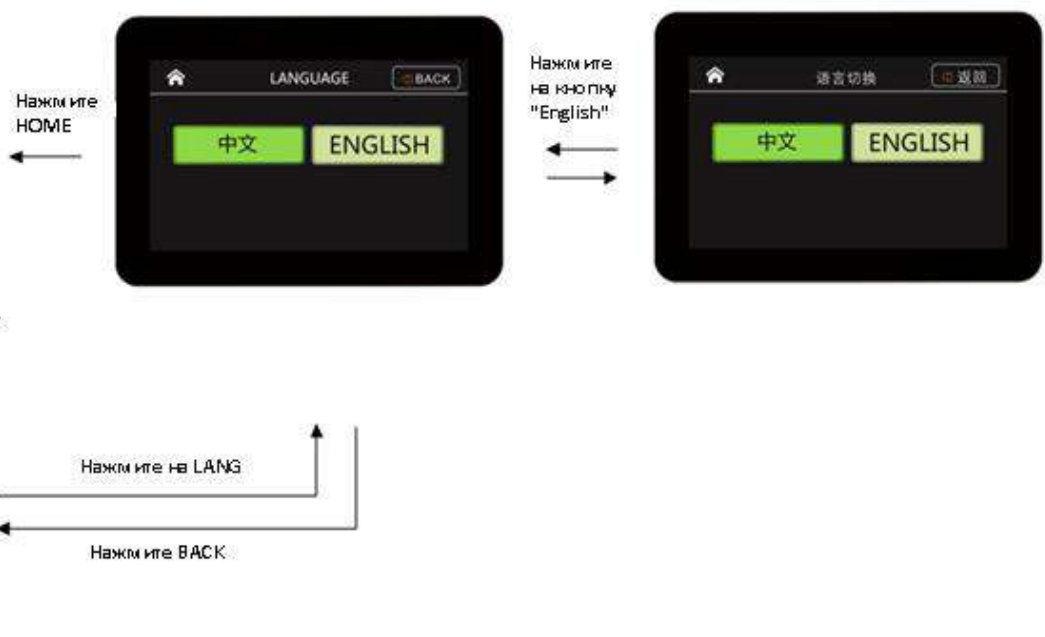 Нажмите
HOME
LANGUAGE
BACK
中文
ENGLISH
Нажмите
на кнопку
"English"
语言切换
返回
中文
ENGLISH
Нажмите на LANG
Нажмите BACK